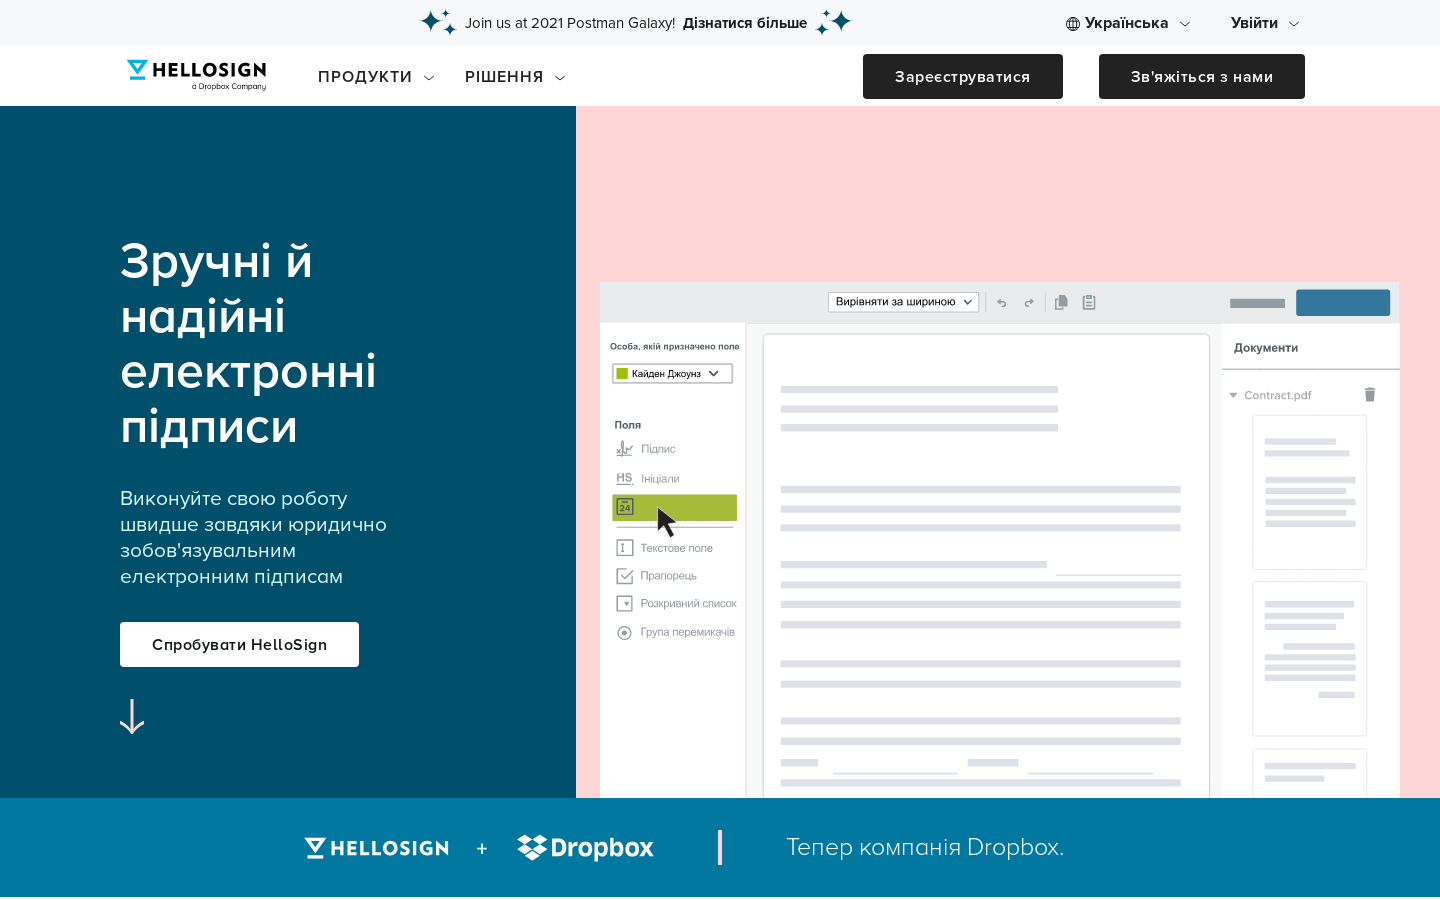 Join us at 2021 Postman Galaxy! Дізнатися більше
Українська
Увійти
HELLOSIGN
a Dropbox Company
ПРОДУКТИ
РІШЕННЯ
Зареєструватися
Зв'яжіться з нами
Зручні й
надійні
електронні
підписи
Виконуйте свою роботу
швидше завдяки юридично
зобов'язувальним
електронним підписам
Спробувати HelloSign
Вирівняти за шириною
Особа, якій призначено поле
Кайден Джоунз
Поля
Підпис
HS Ініціали
24
Текстове поле
Прапорець
Розкривний список
Група перемикачів
Документи
Contract.pdf
HELLOSIGN + Dropbox
Тепер компанія Dropbox.